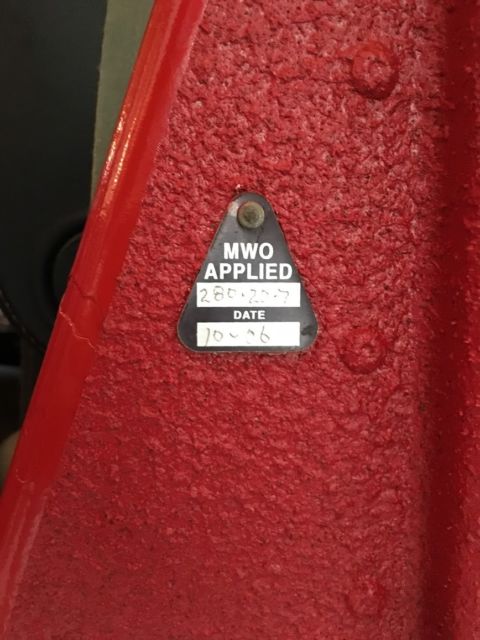 MWO
APPLIED
280-20-7
DATE
10-06